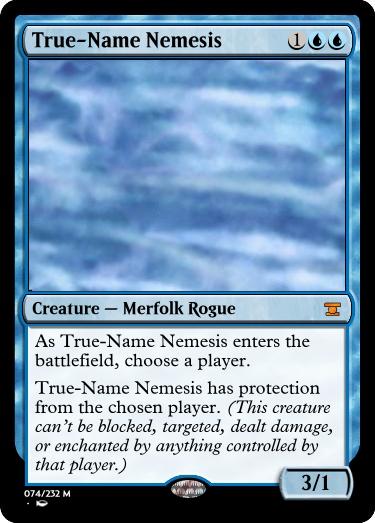 True-Name Nemesis 1
Creature — Merfolk Rogue
As True-Name Nemesis enters the
battlefield, choose a player.
True-Name Nemesis has protection
from the chosen player. (This creature
can't be blocked, targeted, dealt damage,
or enchanted by anything controlled by
that player.)
3/1
074/232 M